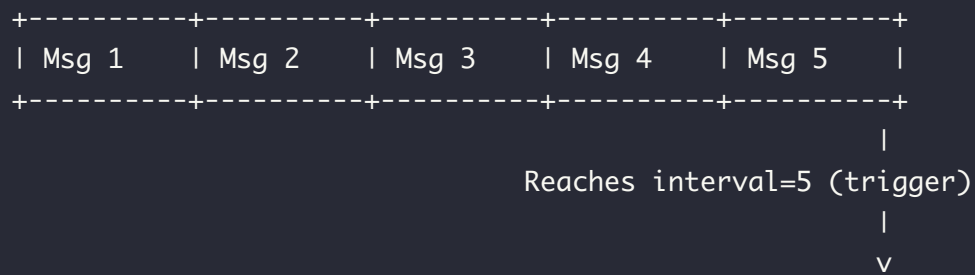 +----------+----------+----------+----------+----------+
| Msg 1    | Msg 2    | Msg 3    | Msg 4    | Msg 5    |
+----------+----------+----------+----------+----------+
                                                      |
                                Reaches interval=5 (trigger)
                                                      |
                                                      v